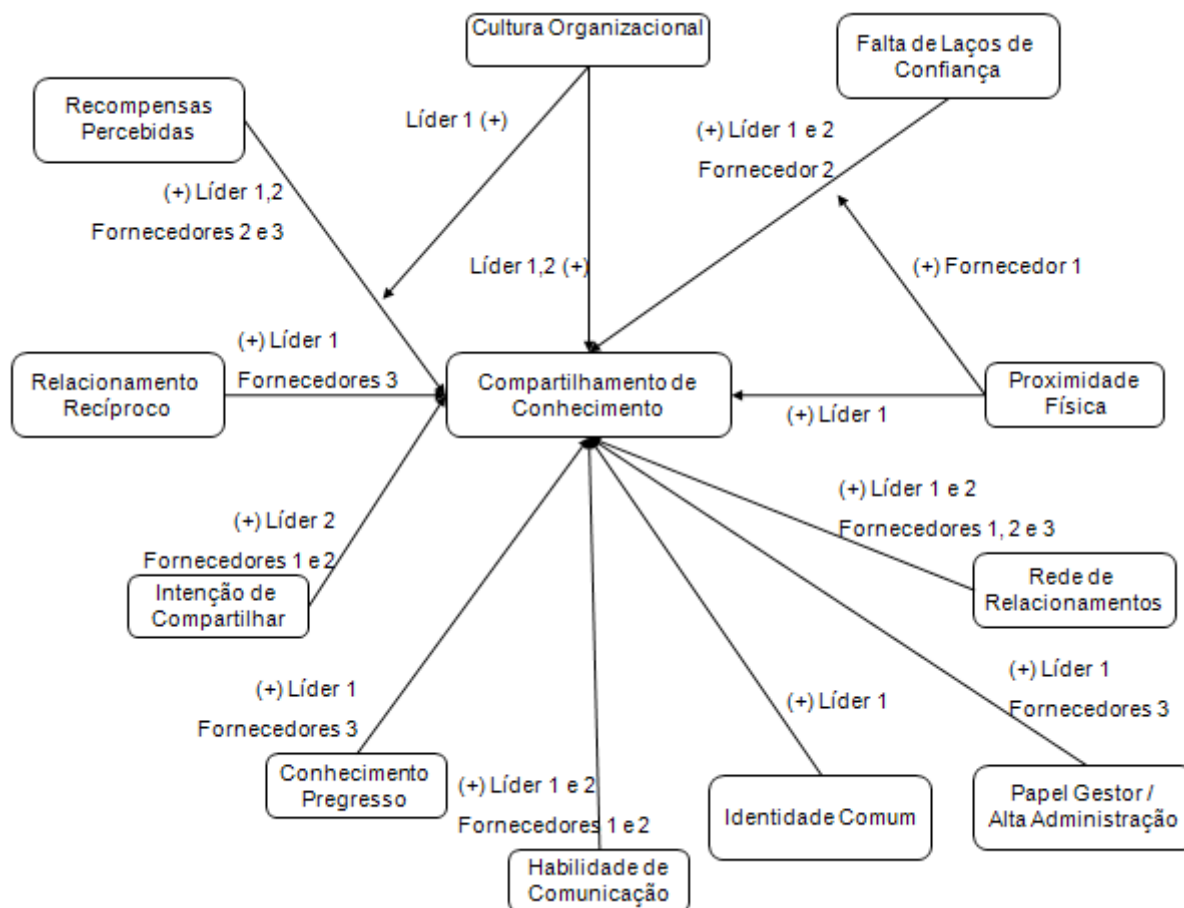 Cultura Organizacional
Falta de Laços de
Confiança
Recompensas
Percebidas
Líder 1 (+)
(+) Líder 1 e 2
Fornecedor 2
(+) Líder 1,2
Fornecedores 2 e 3
Líder 1,2 (+)
(+) Fornecedor 1
Relacionamento
Recíproco
(+) Líder 1
Fornecedores 3
Compartilhamento de
Conhecimento
Proximidade
Física
(+) Líder 1
(+) Líder 2
Fornecedores 1 e 2
Intenção de
Compartilhar
(+) Líder 1 e 2
Fornecedores 1, 2 e 3
Rede de
Relacionamentos
(+) Líder 1
Fornecedores 3
Conhecimento
Pregresso
(+) Líder 1 e 2
Fornecedores 1 e 2
Habilidade de
Comunicação
(+) Líder 1
Identidade Comum
(+) Líder 1
Fornecedores 3
Papel Gestor /
Alta Administração